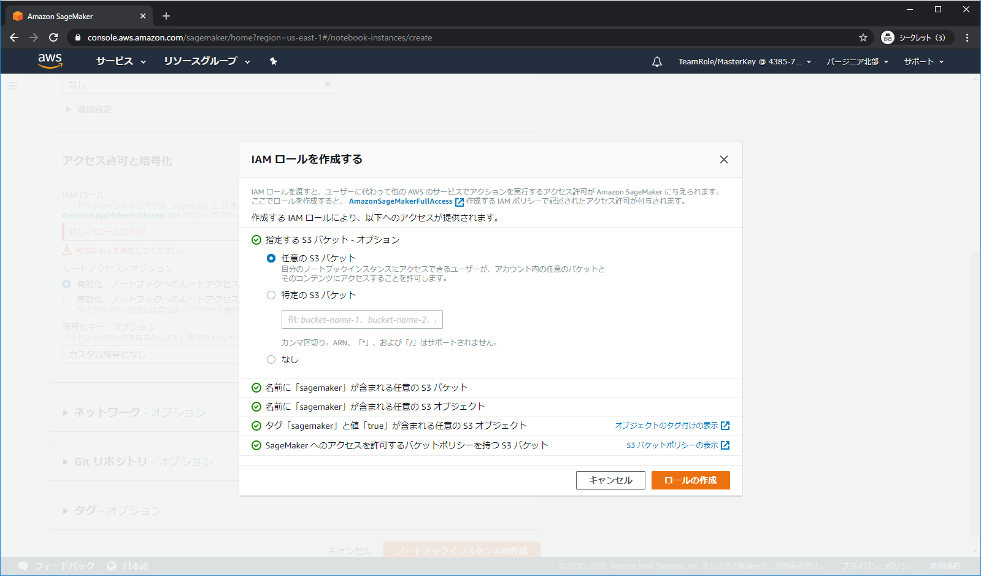 Amazon SageMaker
console.aws.amazon.com/sagemaker/home?region=us-east-1#/notebook-instances/create
シークレット (3)
aws
サービス
リソースグループ
TeamRole/MasterKey @ 4385-7...
バージニア北部
サポート
なし
追加設定
アクセス許可と暗号化
IAM ロール
AmazonSageMakerFullAccess
新しいロールの作成
ルートアクセス - オプション
有効化 - ノートブックへのルートアクセス
無効化 - ノートブックへのルートアクセス
暗号化キー - オプション
カスタム暗号化なし
ネットワーク - オプション
Git リポジトリ - オプション
タグ - オプション
キャンセル
ノートブックインスタンスの作成
IAM ロールを作成する
IAM ロールを渡すと、ユーザーに代わって他の AWS のサービスでアクションを実行するアクセス許可が Amazon SageMaker に与えられます。
ここでロールを作成すると、 AmazonSageMakerFullAccess 作成する IAM ポリシーで記述されたアクセス許可が付与されます。
作成する IAM ロールにより、以下へのアクセスが提供されます。
指定する S3 バケット - オプション
任意の S3 バケット
自分のノートブックインスタンスにアクセスできるユーザーが、アカウント内の任意のバケットと
そのコンテンツにアクセスすることを許可します。
特定の S3 バケット
例: bucket-name-1、bucket-name-2、
カンマ区切り。ARN、「*」、および「/」はサポートされません。
なし
名前に「sagemaker」が含まれる任意の S3 バケット
名前に「sagemaker」が含まれる任意の S3 オブジェクト
タグ「sagemaker」と値「true」が含まれる任意の S3 オブジェクト
オブジェクトのタグ付けの表示
SageMaker へのアクセスを許可するバケットポリシーを持つ S3 バケット
S3 バケットポリシーの表示
キャンセル
ロールの作成
フィードバック
日本語
プライバシーポリシー
利用規約